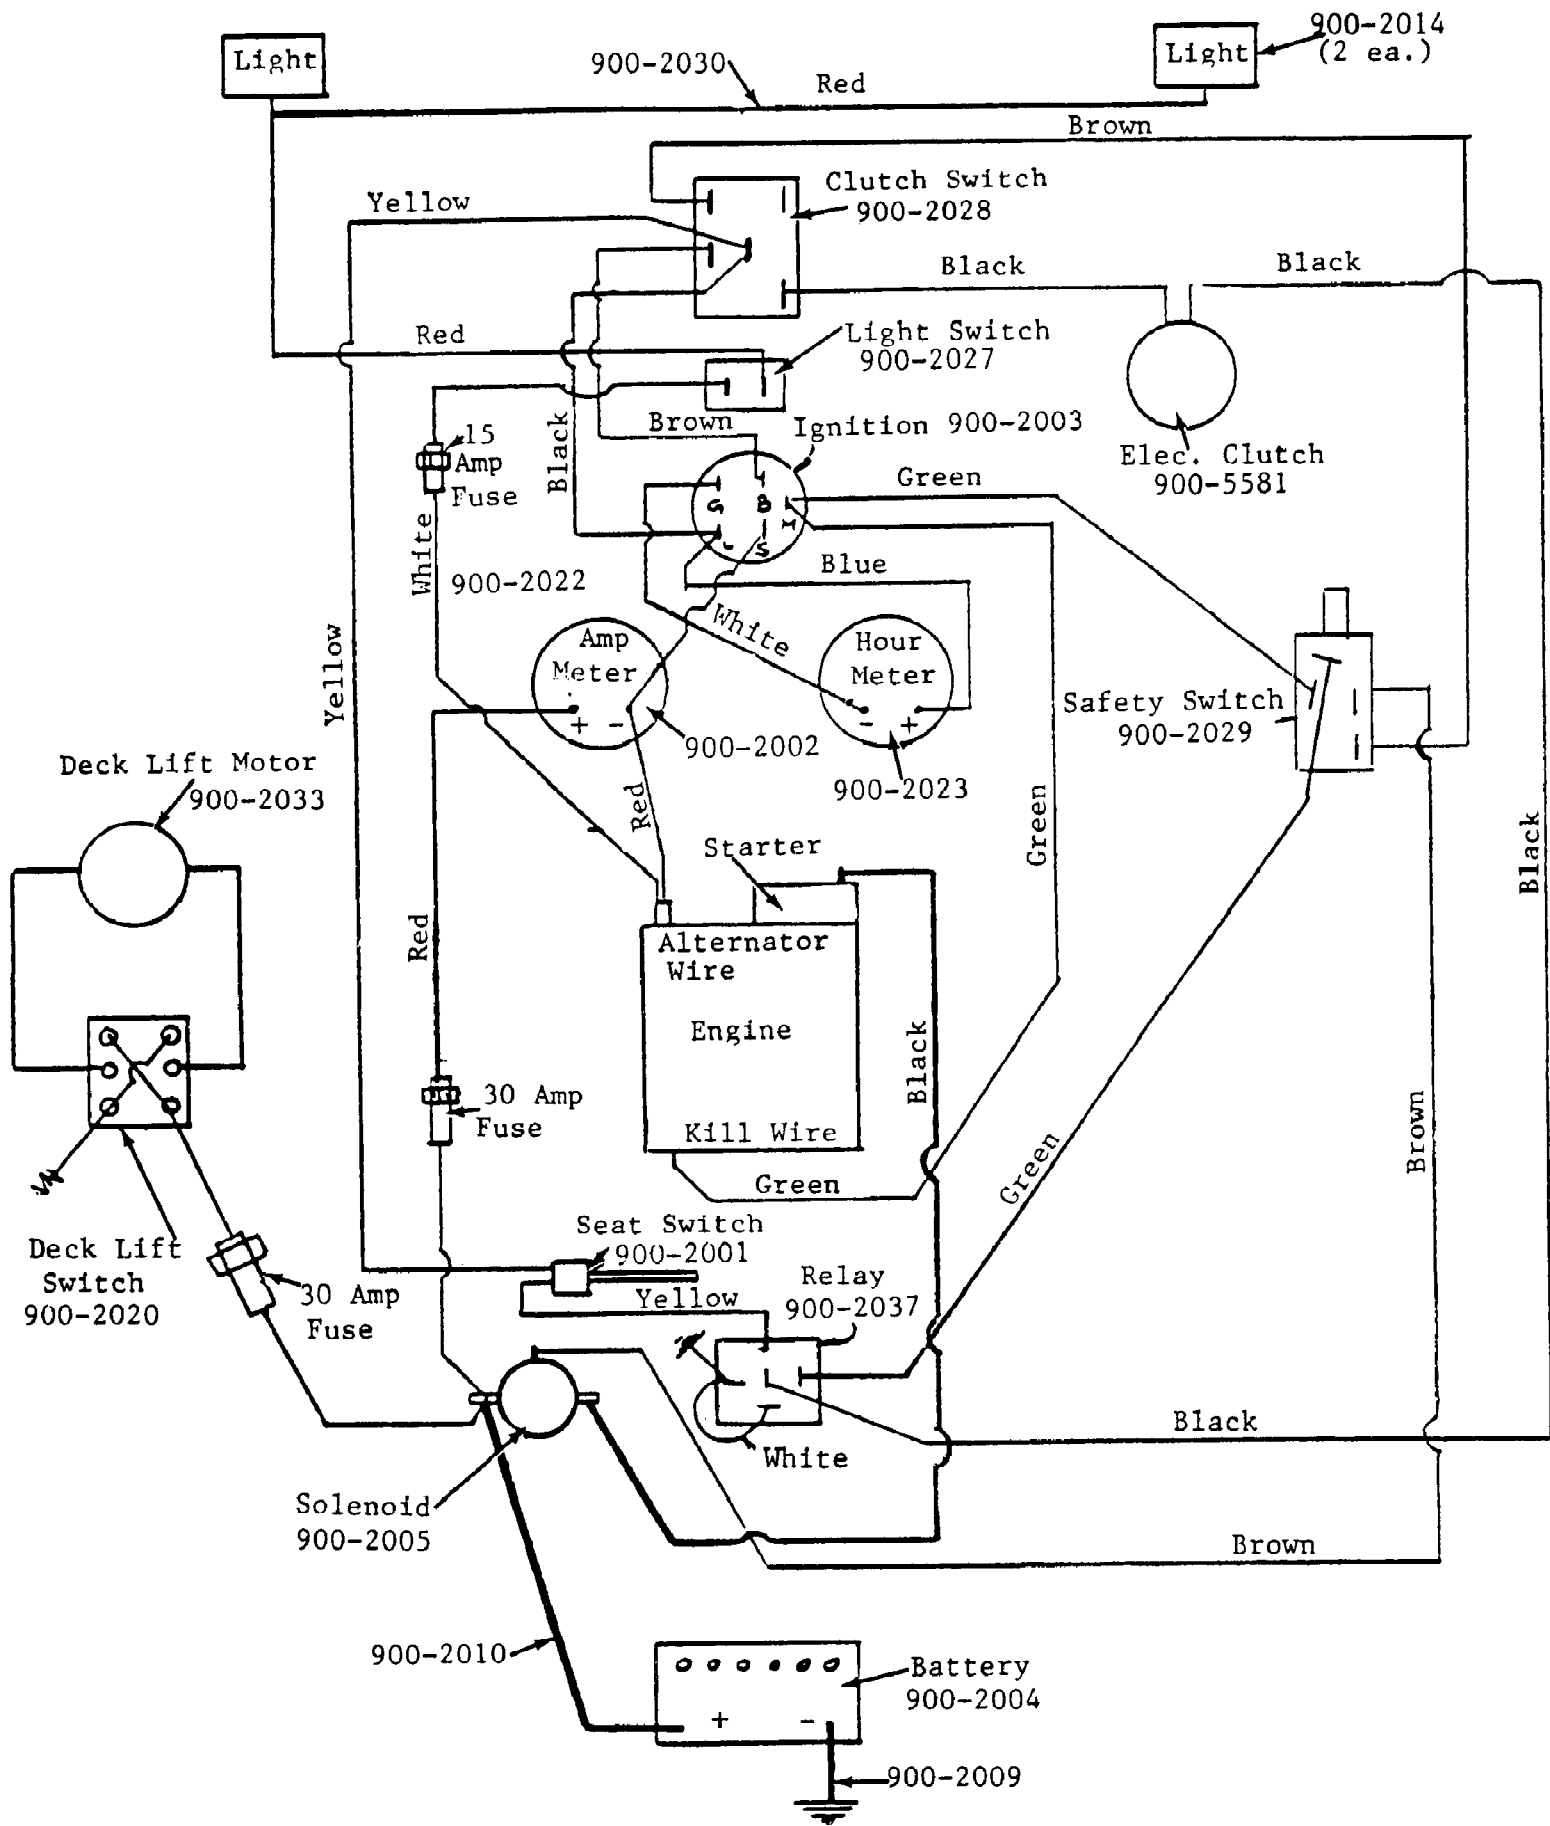 Light
Light
900-2014
(2 ea.)
900-2030
Red
Brown
Clutch Switch
900-2028
Yellow
Black
Black
Red
Light Switch
900-2027
Brown
Ignition 900-2003
15
Amp
Fuse
Black
Green
Elec. Clutch
900-5581
G
B
M
L
S
White
900-2022
Blue
White
Amp
Meter
+ -
Hour
Meter
- +
Yellow
Safety Switch
900-2029
900-2002
900-2023
Deck Lift Motor
900-2033
Red
Green
Black
Starter
Red
Alternator
Wire
Engine
Kill Wire
Black
30 Amp
Fuse
Brown
Green
Green
Seat Switch
900-2001
Deck Lift
Switch
900-2020
30 Amp
Fuse
Yellow
Relay
900-2037
Black
White
Solenoid
900-2005
Brown
900-2010
Battery
900-2004
+ -
900-2009